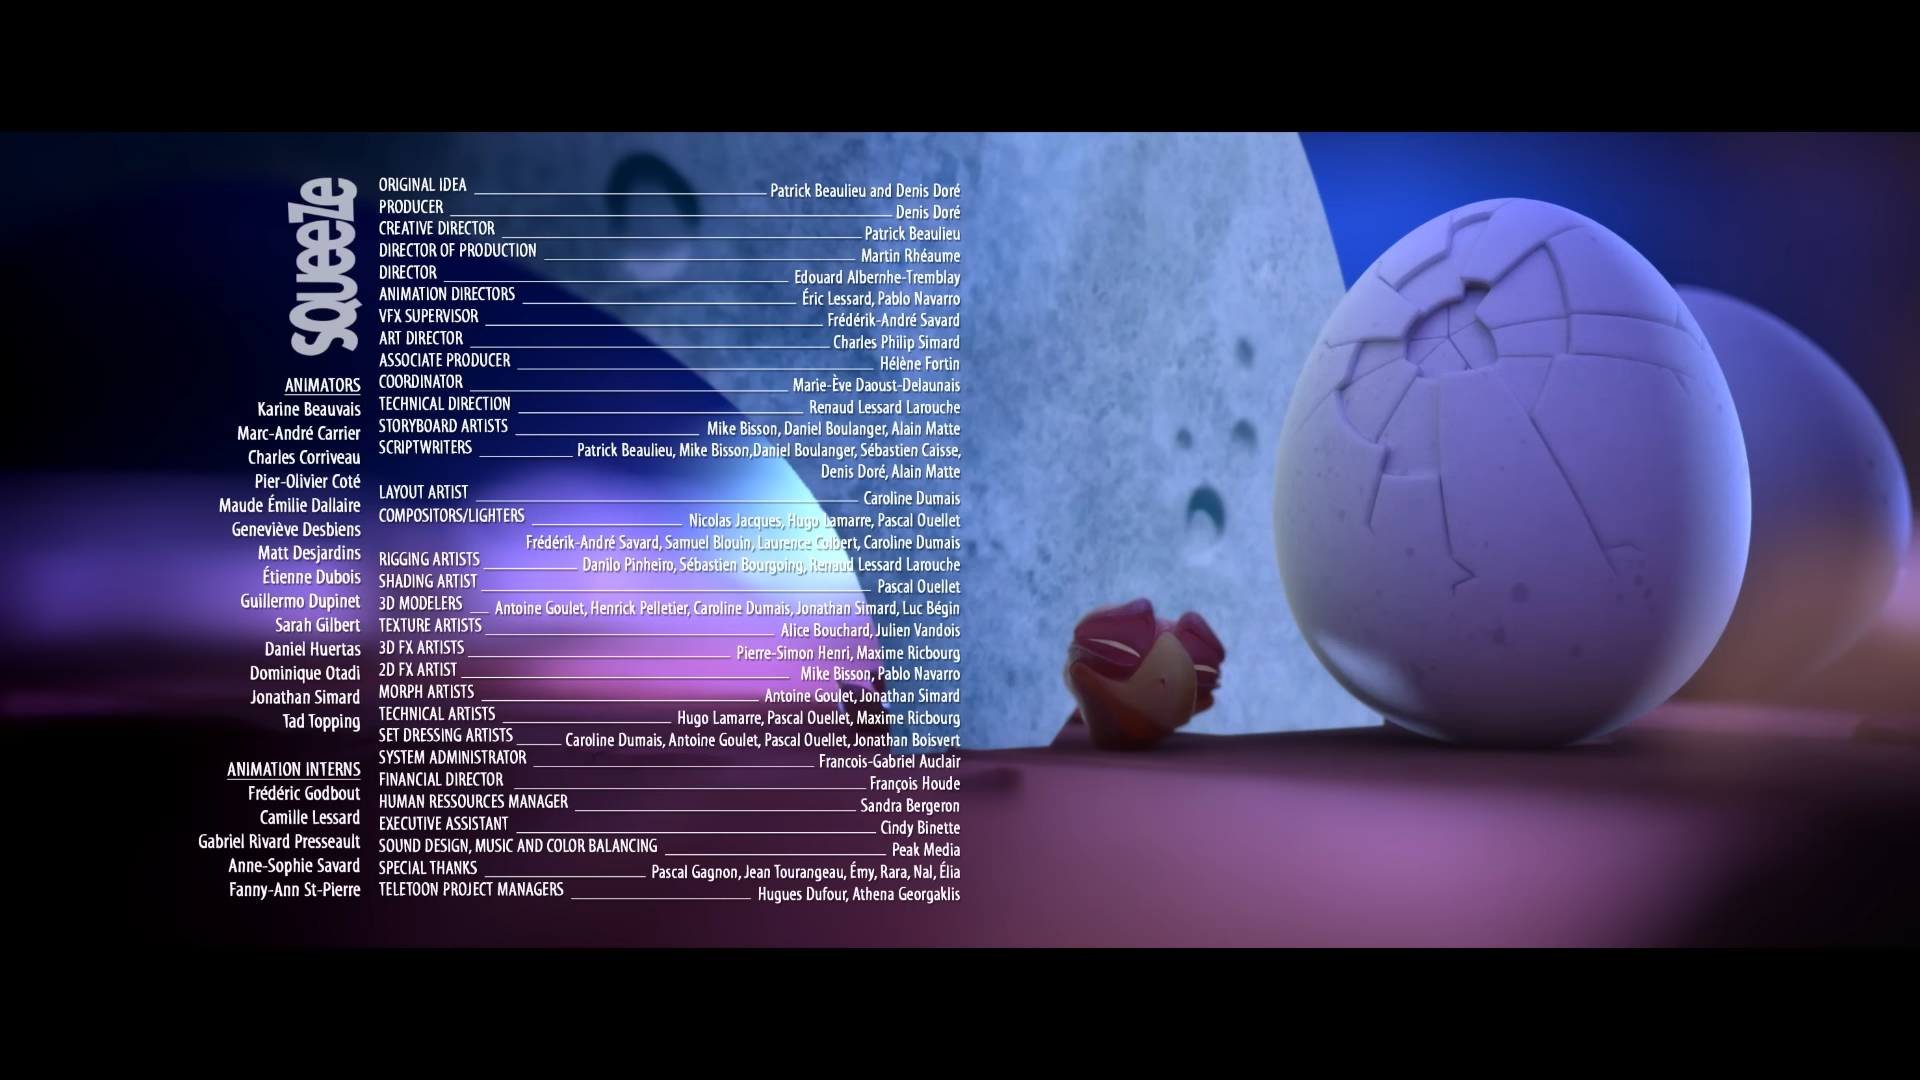 squeeze
ANIMATORS
Karine Beauvais
Marc-André Carrier
Charles Corriveau
Pier-Olivier Coté
Maude Émilie Dallaire
Geneviève Desbiens
Matt Desjardins
Étienne Dubois
Guillermo Dupinet
Sarah Gilbert
Daniel Huertas
Dominique Otadi
Jonathan Simard
Tad Topping
ANIMATION INTERNS
Frédéric Godbout
Camille Lessard
Gabriel Rivard Presseault
Anne-Sophie Savard
Fanny-Ann St-Pierre
ORIGINAL IDEA Patrick Beaulieu and Denis Doré
PRODUCER Denis Doré
CREATIVE DIRECTOR Patrick Beaulieu
DIRECTOR OF PRODUCTION Martin Rhéaume
DIRECTOR Edouard Albernhe-Tremblay
ANIMATION DIRECTORS Éric Lessard, Pablo Navarro
VFX SUPERVISOR Frédérik-André Savard
ART DIRECTOR Charles Philip Simard
ASSOCIATE PRODUCER Hélène Fortin
COORDINATOR Marie-Ève Daoust-Delaunais
TECHNICAL DIRECTION Renaud Lessard Larouche
STORYBOARD ARTISTS Mike Bisson, Daniel Boulanger, Alain Matte
SCRIPTWRITERS Patrick Beaulieu, Mike Bisson,Daniel Boulanger, Sébastien Caisse,
Denis Doré, Alain Matte
LAYOUT ARTIST Caroline Dumais
COMPOSITORS/LIGHTERS Nicolas Jacques, Hugo Lamarre, Pascal Ouellet
Frédérik-André Savard, Samuel Blouin, Laurence Colbert, Caroline Dumais
RIGGING ARTISTS Danilo Pinheiro, Sébastien Bourgoing, Renaud Lessard Larouche
SHADING ARTIST Pascal Ouellet
3D MODELERS Antoine Goulet, Henrick Pelletier, Caroline Dumais, Jonathan Simard, Luc Bégin
TEXTURE ARTISTS Alice Bouchard, Julien Vandois
3D FX ARTISTS Pierre-Simon Henri, Maxime Ricbourg
2D FX ARTIST Mike Bisson, Pablo Navarro
MORPH ARTISTS Antoine Goulet, Jonathan Simard
TECHNICAL ARTISTS Hugo Lamarre, Pascal Ouellet, Maxime Ricbourg
SET DRESSING ARTISTS Caroline Dumais, Antoine Goulet, Pascal Ouellet, Jonathan Boisvert
SYSTEM ADMINISTRATOR Francois-Gabriel Auclair
FINANCIAL DIRECTOR François Houde
HUMAN RESSOURCES MANAGER Sandra Bergeron
EXECUTIVE ASSISTANT Cindy Binette
SOUND DESIGN, MUSIC AND COLOR BALANCING Peak Media
SPECIAL THANKS Pascal Gagnon, Jean Tourangeau, Émy, Rara, Nal, Élia
TELETOON PROJECT MANAGERS Hugues Dufour, Athena Georgaklis